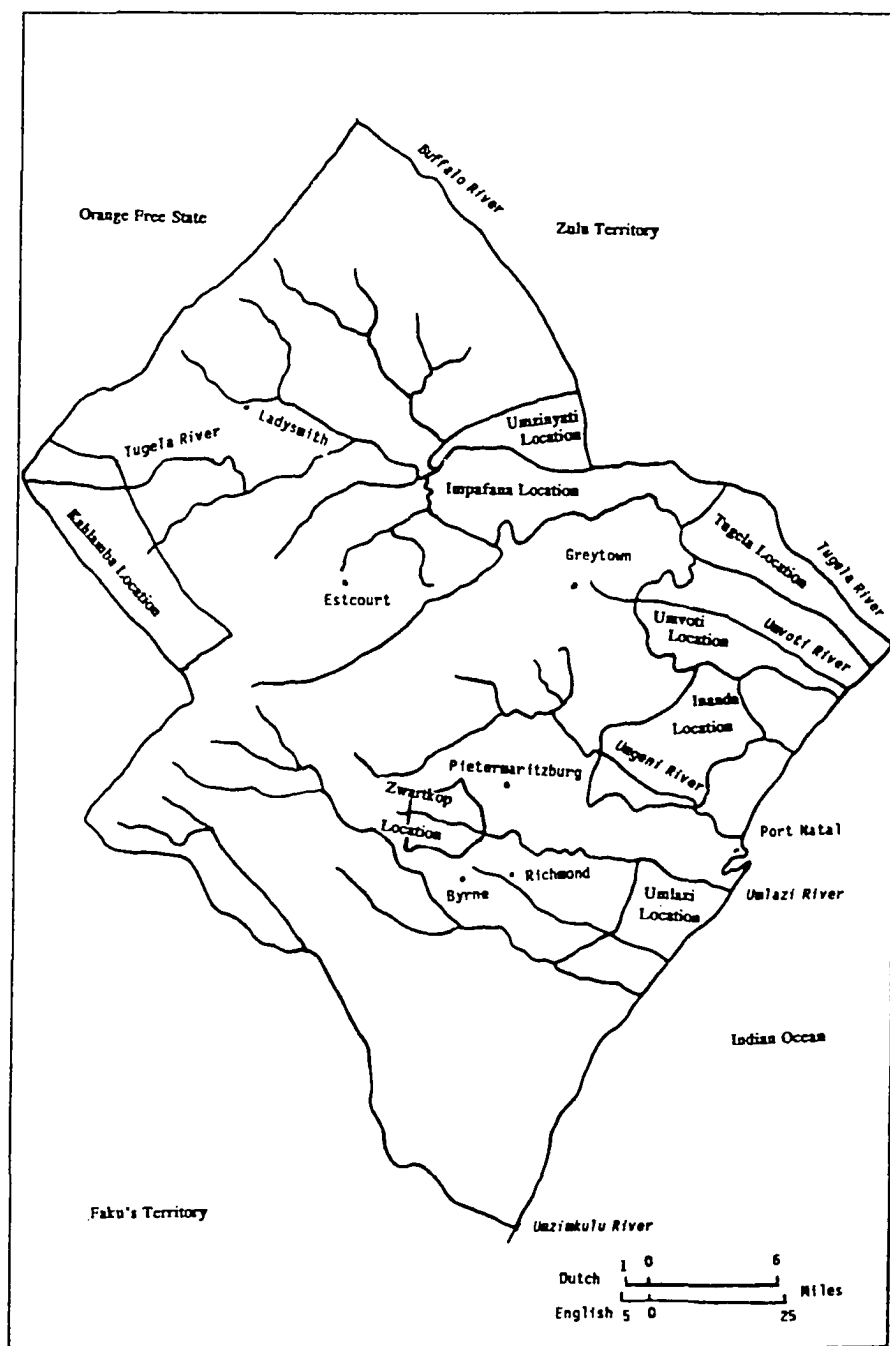 Buffalo River
Orange Free State
Zulu Territory
Ladysmith
Tugela River
Umzinyati
Location
Impafana Location
Kahlamba Location
Tugela Location
Tugela River
Greytown
Estcourt
Umvoti
Location
Umvoti River
Inanda
Location
Umgeni River
Pietermaritzburg
Zwartkop
Location
Port Natal
Richmond
Byrne
Umlazi
Location
Umlazi River
Indian Ocean
Faku's Territory
Umzimkulu River
1 0 6
Dutch
Miles
English 5 0 25